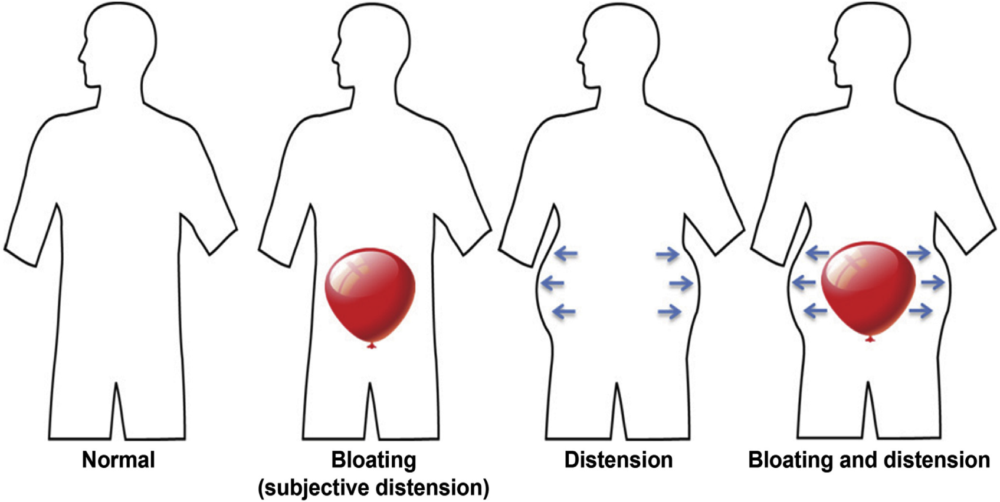 Normal
Bloating
(subjective distension)
Distension
Bloating and distension